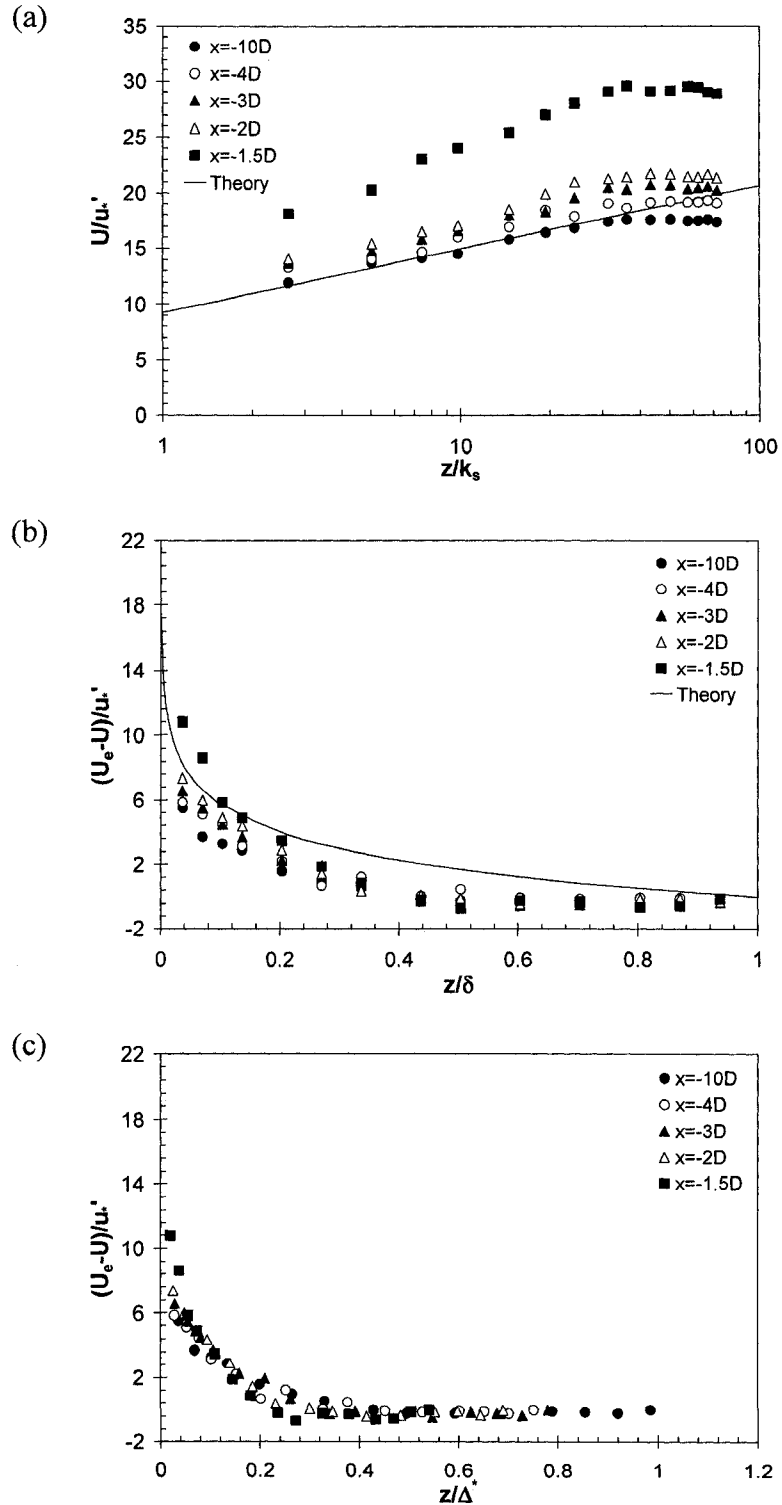 (a)
35
30
25
20
15
10
5
0
U/u*'
x=-10D
x=-4D
x=-3D
x=-2D
x=-1.5D
Theory
1
10
100
z/kₛ
(b)
22
18
14
10
6
2
-2
(Uₑ-U)/u*'
x=-10D
x=-4D
x=-3D
x=-2D
x=-1.5D
Theory
0
0.2
0.4
0.6
0.8
1
z/δ
(c)
22
18
14
10
6
2
-2
(Uₑ-U)/u*'
x=-10D
x=-4D
x=-3D
x=-2D
x=-1.5D
0
0.2
0.4
0.6
0.8
1
1.2
z/Δ*